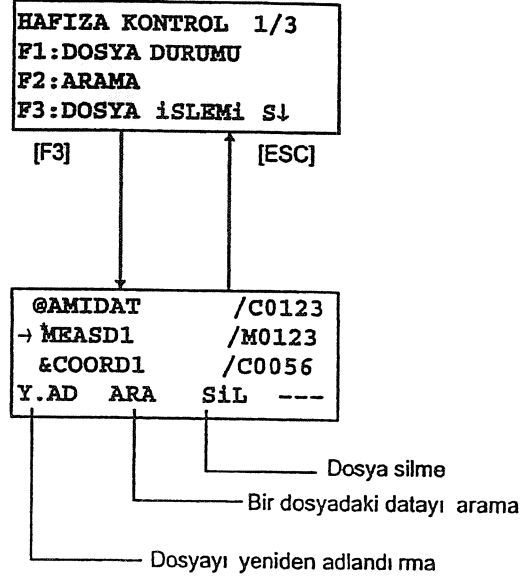 HAFIZA KONTROL 1/3
F1:DOSYA DURUMU
F2:ARAMA
F3:DOSYA iSLEMi S↓
[F3] [ESC]
@AMIDAT /C0123
→ *MEASD1 /M0123
&COORD1 /C0056
Y.AD ARA SiL ---
Dosya silme
Bir dosyadaki datayı arama
Dosyayı yeniden adlandı rma